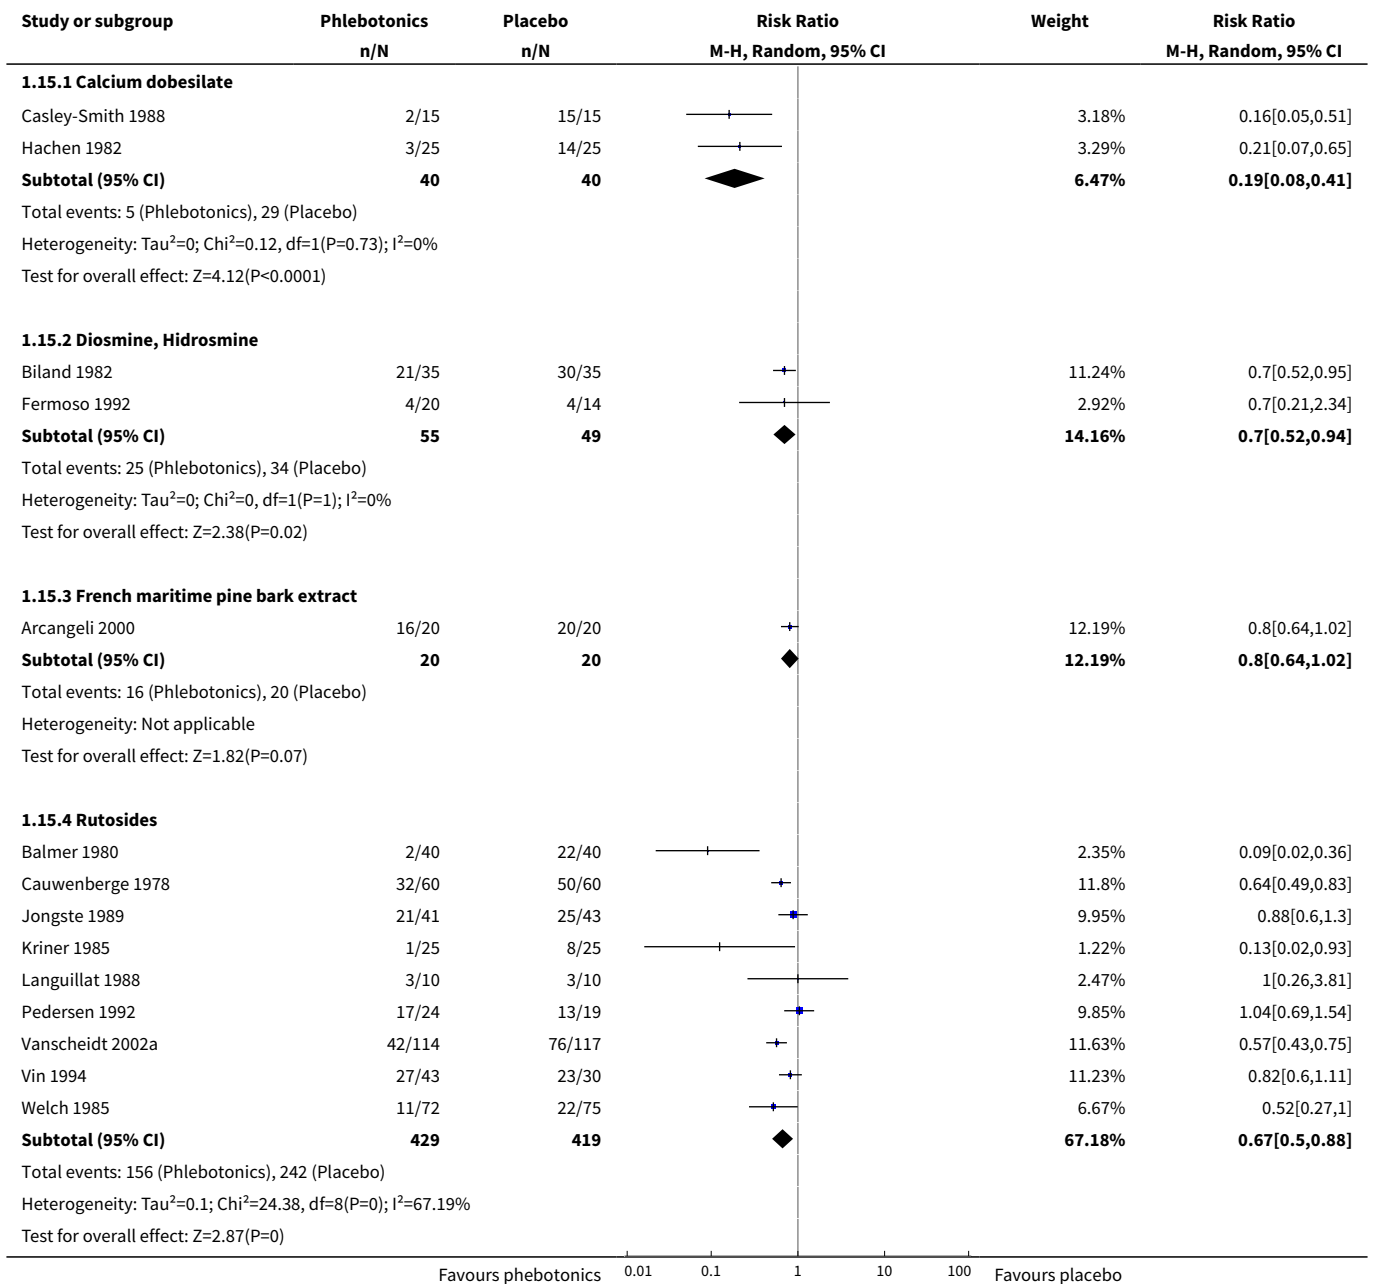 Study or subgroup Phlebotonics Placebo Risk Ratio Weight Risk Ratio
n/N n/N M-H, Random, 95% CI M-H, Random, 95% CI
1.15.1 Calcium dobesilate
Casley-Smith 1988 2/15 15/15 3.18% 0.16[0.05,0.51]
Hachen 1982 3/25 14/25 3.29% 0.21[0.07,0.65]
Subtotal (95% CI) 40 40 6.47% 0.19[0.08,0.41]
Total events: 5 (Phlebotonics), 29 (Placebo)
Heterogeneity: Tau²=0; Chi²=0.12, df=1(P=0.73); I²=0%
Test for overall effect: Z=4.12(P<0.0001)
1.15.2 Diosmine, Hidrosmine
Biland 1982 21/35 30/35 11.24% 0.7[0.52,0.95]
Fermoso 1992 4/20 4/14 2.92% 0.7[0.21,2.34]
Subtotal (95% CI) 55 49 14.16% 0.7[0.52,0.94]
Total events: 25 (Phlebotonics), 34 (Placebo)
Heterogeneity: Tau²=0; Chi²=0, df=1(P=1); I²=0%
Test for overall effect: Z=2.38(P=0.02)
1.15.3 French maritime pine bark extract
Arcangeli 2000 16/20 20/20 12.19% 0.8[0.64,1.02]
Subtotal (95% CI) 20 20 12.19% 0.8[0.64,1.02]
Total events: 16 (Phlebotonics), 20 (Placebo)
Heterogeneity: Not applicable
Test for overall effect: Z=1.82(P=0.07)
1.15.4 Rutosides
Balmer 1980 2/40 22/40 2.35% 0.09[0.02,0.36]
Cauwenberge 1978 32/60 50/60 11.8% 0.64[0.49,0.83]
Jongste 1989 21/41 25/43 9.95% 0.88[0.6,1.3]
Kriner 1985 1/25 8/25 1.22% 0.13[0.02,0.93]
Languillat 1988 3/10 3/10 2.47% 1[0.26,3.81]
Pedersen 1992 17/24 13/19 9.85% 1.04[0.69,1.54]
Vanscheidt 2002a 42/114 76/117 11.63% 0.57[0.43,0.75]
Vin 1994 27/43 23/30 11.23% 0.82[0.6,1.11]
Welch 1985 11/72 22/75 6.67% 0.52[0.27,1]
Subtotal (95% CI) 429 419 67.18% 0.67[0.5,0.88]
Total events: 156 (Phlebotonics), 242 (Placebo)
Heterogeneity: Tau²=0.1; Chi²=24.38, df=8(P=0); I²=67.19%
Test for overall effect: Z=2.87(P=0)
Favours phebotonics 0.01 0.1 1 10 100 Favours placebo